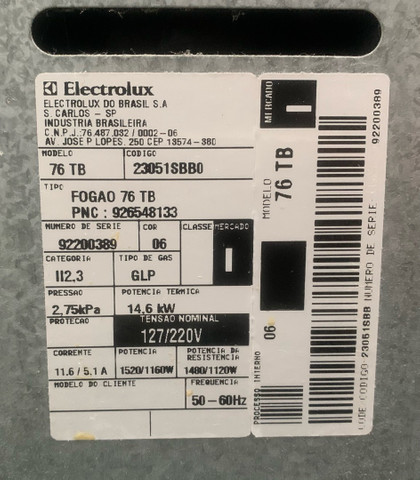 Electrolux
ELECTROLUX DO BRASIL S.A
S. CARLOS - SP
INDUSTRIA BRASILEIRA
C.N.P.J.:76.487.032 / 0002-06
AV. JOSE P LOPES, 250 CEP 13574-380
MODELO CODIGO
76 TB 23051SBB0
TIPO
FOGAO 76 TB
PNC : 926548133
NUMERO DE SERIE COR CLASSE MERCADO
92200389 06 I
CATEGORIA TIPO DE GAS
II2,3 GLP
PRESSAO POTENCIA TERMICA
2,75kPa 14,6 kW
PROTECAO TENSAO NOMINAL
127/220V
CORRENTE POTENCIA POTENCIA DA RESISTENCIA
11.6 / 5.1 A 1520/1160W 1480/1120W
MODELO DO CLIENTE FREQUENCIA
50-60Hz
MERCADO I
MODELO 76 TB
PROCESSO INTERNO 06
92200389
CODIGO 23051SBB NUMERO DE SERIE